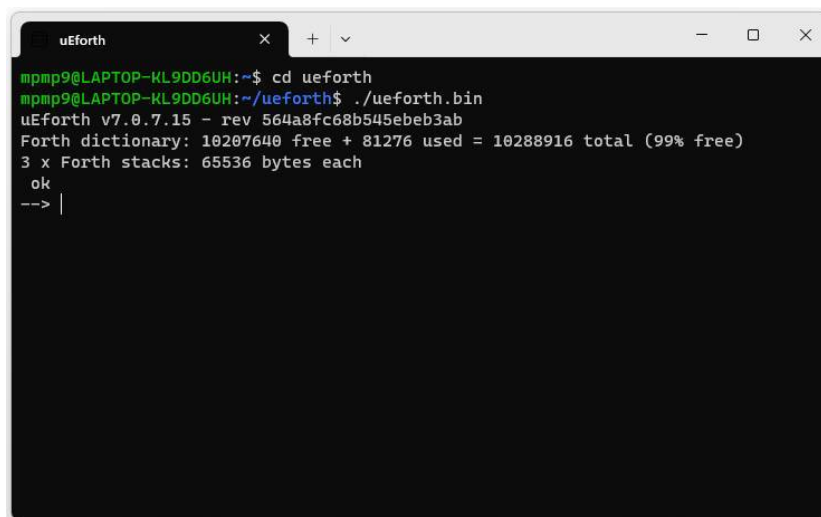 uEforth
mpmp9@LAPTOP-KL9DD6UH:~$ cd ueforth
mpmp9@LAPTOP-KL9DD6UH:~/ueforth$ ./ueforth.bin
uEforth v7.0.7.15 - rev 564a8fc68b545ebeb3ab
Forth dictionary: 10207640 free + 81276 used = 10288916 total (99% free)
3 x Forth stacks: 65536 bytes each
ok
-->